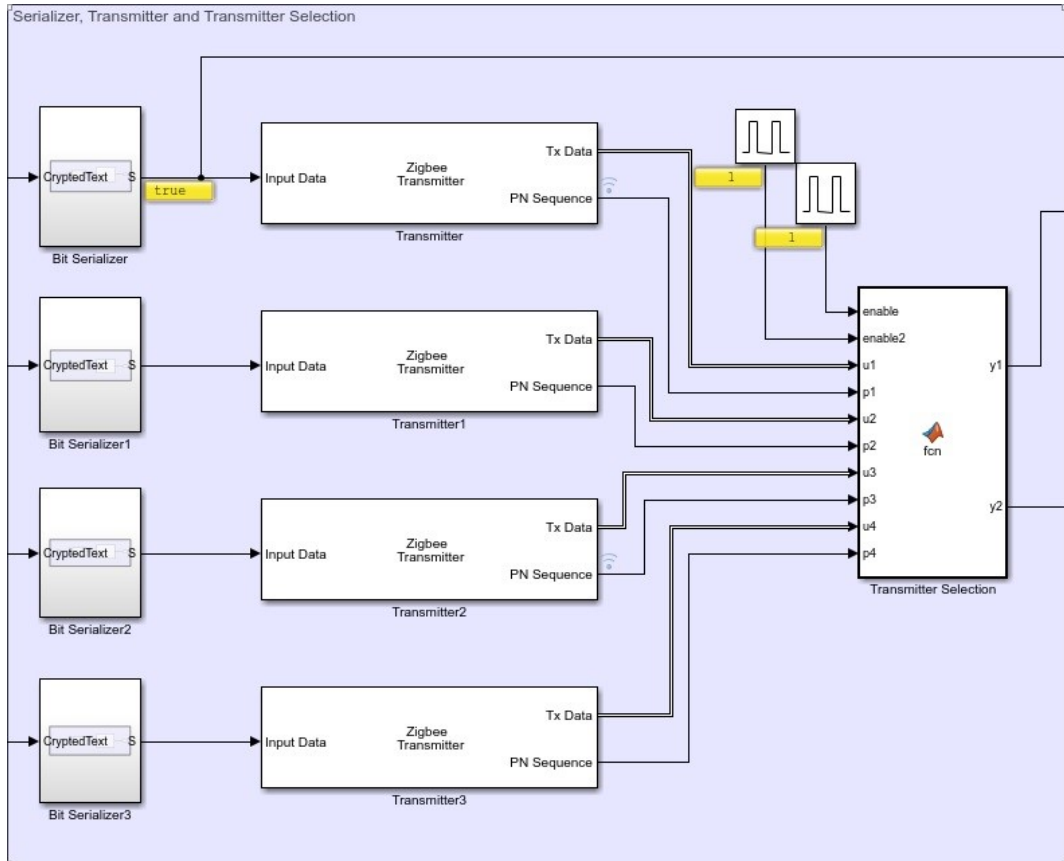 Serializer, Transmitter and Transmitter Selection
CryptedText S
true
Bit Serializer
Input Data
Zigbee
Transmitter
Tx Data
PN Sequence
Transmitter
1
1
CryptedText S
Bit Serializer1
Input Data
Zigbee
Transmitter
Tx Data
PN Sequence
Transmitter1
enable
enable2
u1
p1
u2
p2
u3
p3
u4
p4
fcn
y1
y2
Transmitter Selection
CryptedText S
Bit Serializer2
Input Data
Zigbee
Transmitter
Tx Data
PN Sequence
Transmitter2
CryptedText S
Bit Serializer3
Input Data
Zigbee
Transmitter
Tx Data
PN Sequence
Transmitter3